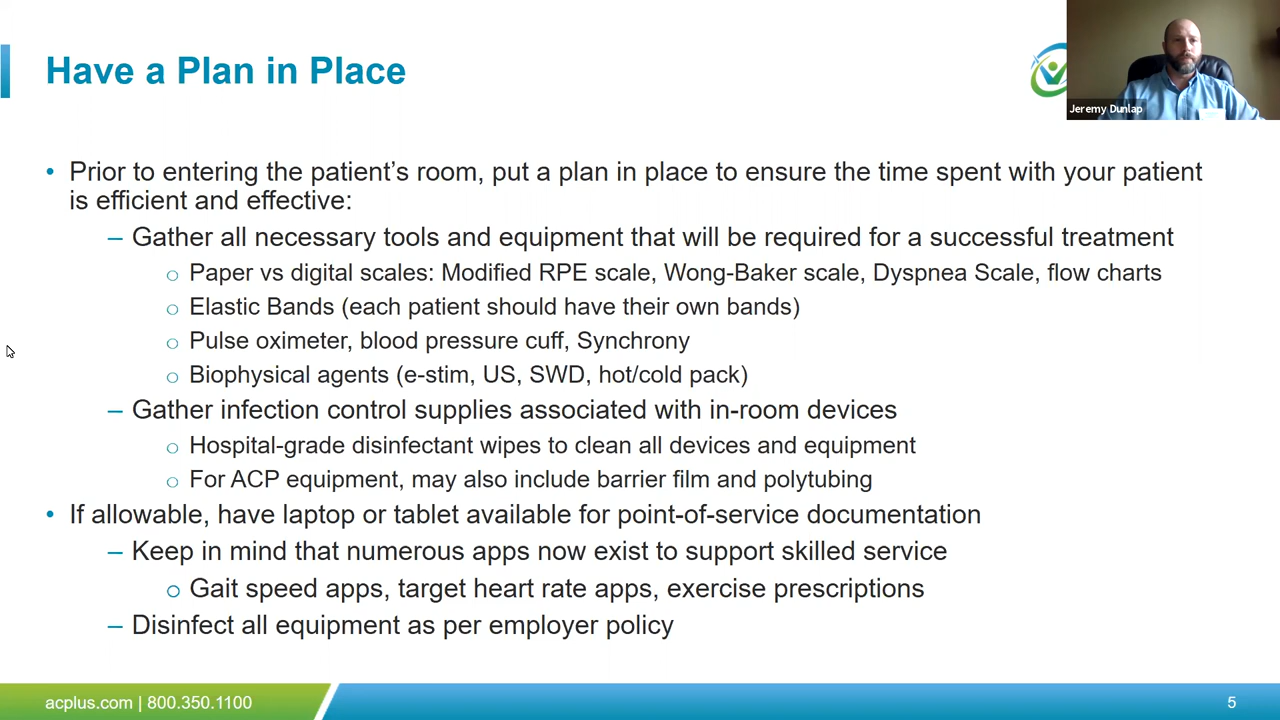 Have a Plan in Place
Jeremy Dunlap
• Prior to entering the patient’s room, put a plan in place to ensure the time spent with your patient
is efficient and effective:
– Gather all necessary tools and equipment that will be required for a successful treatment
o Paper vs digital scales: Modified RPE scale, Wong-Baker scale, Dyspnea Scale, flow charts
o Elastic Bands (each patient should have their own bands)
o Pulse oximeter, blood pressure cuff, Synchrony
o Biophysical agents (e-stim, US, SWD, hot/cold pack)
– Gather infection control supplies associated with in-room devices
o Hospital-grade disinfectant wipes to clean all devices and equipment
o For ACP equipment, may also include barrier film and polytubing
• If allowable, have laptop or tablet available for point-of-service documentation
– Keep in mind that numerous apps now exist to support skilled service
o Gait speed apps, target heart rate apps, exercise prescriptions
– Disinfect all equipment as per employer policy
acplus.com | 800.350.1100
5